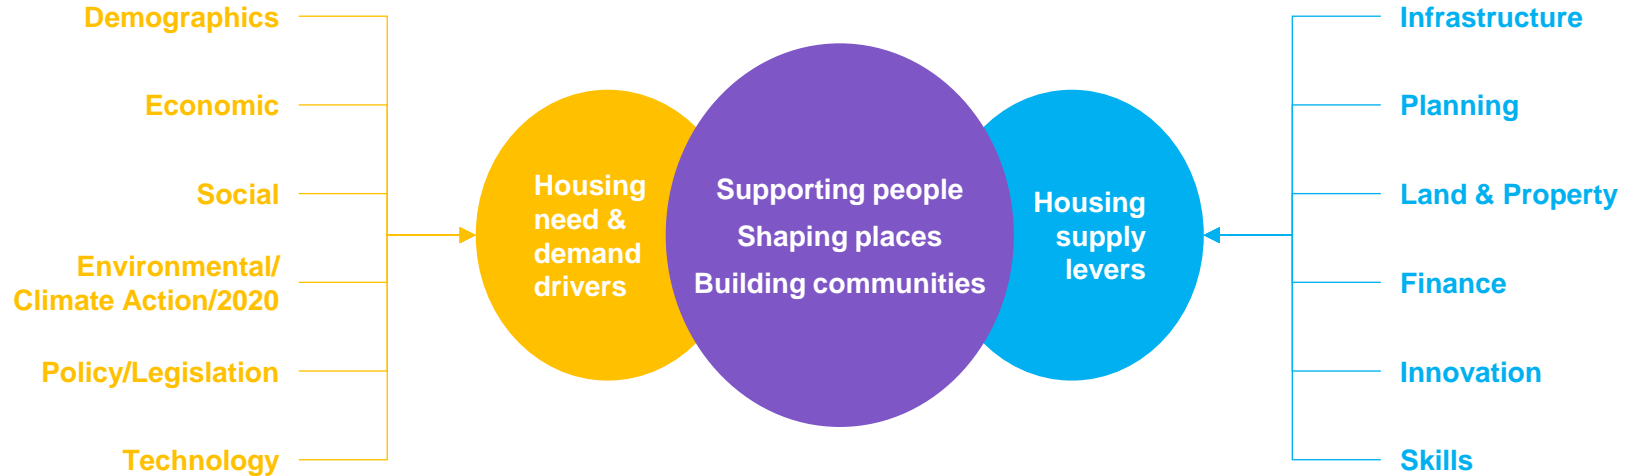 Demographics
Economic
Social
Environmental/
Climate Action/2020
Policy/Legislation
Technology
Housing
need &
demand
drivers
Supporting people
Shaping places
Building communities
Housing
supply
levers
Infrastructure
Planning
Land & Property
Finance
Innovation
Skills